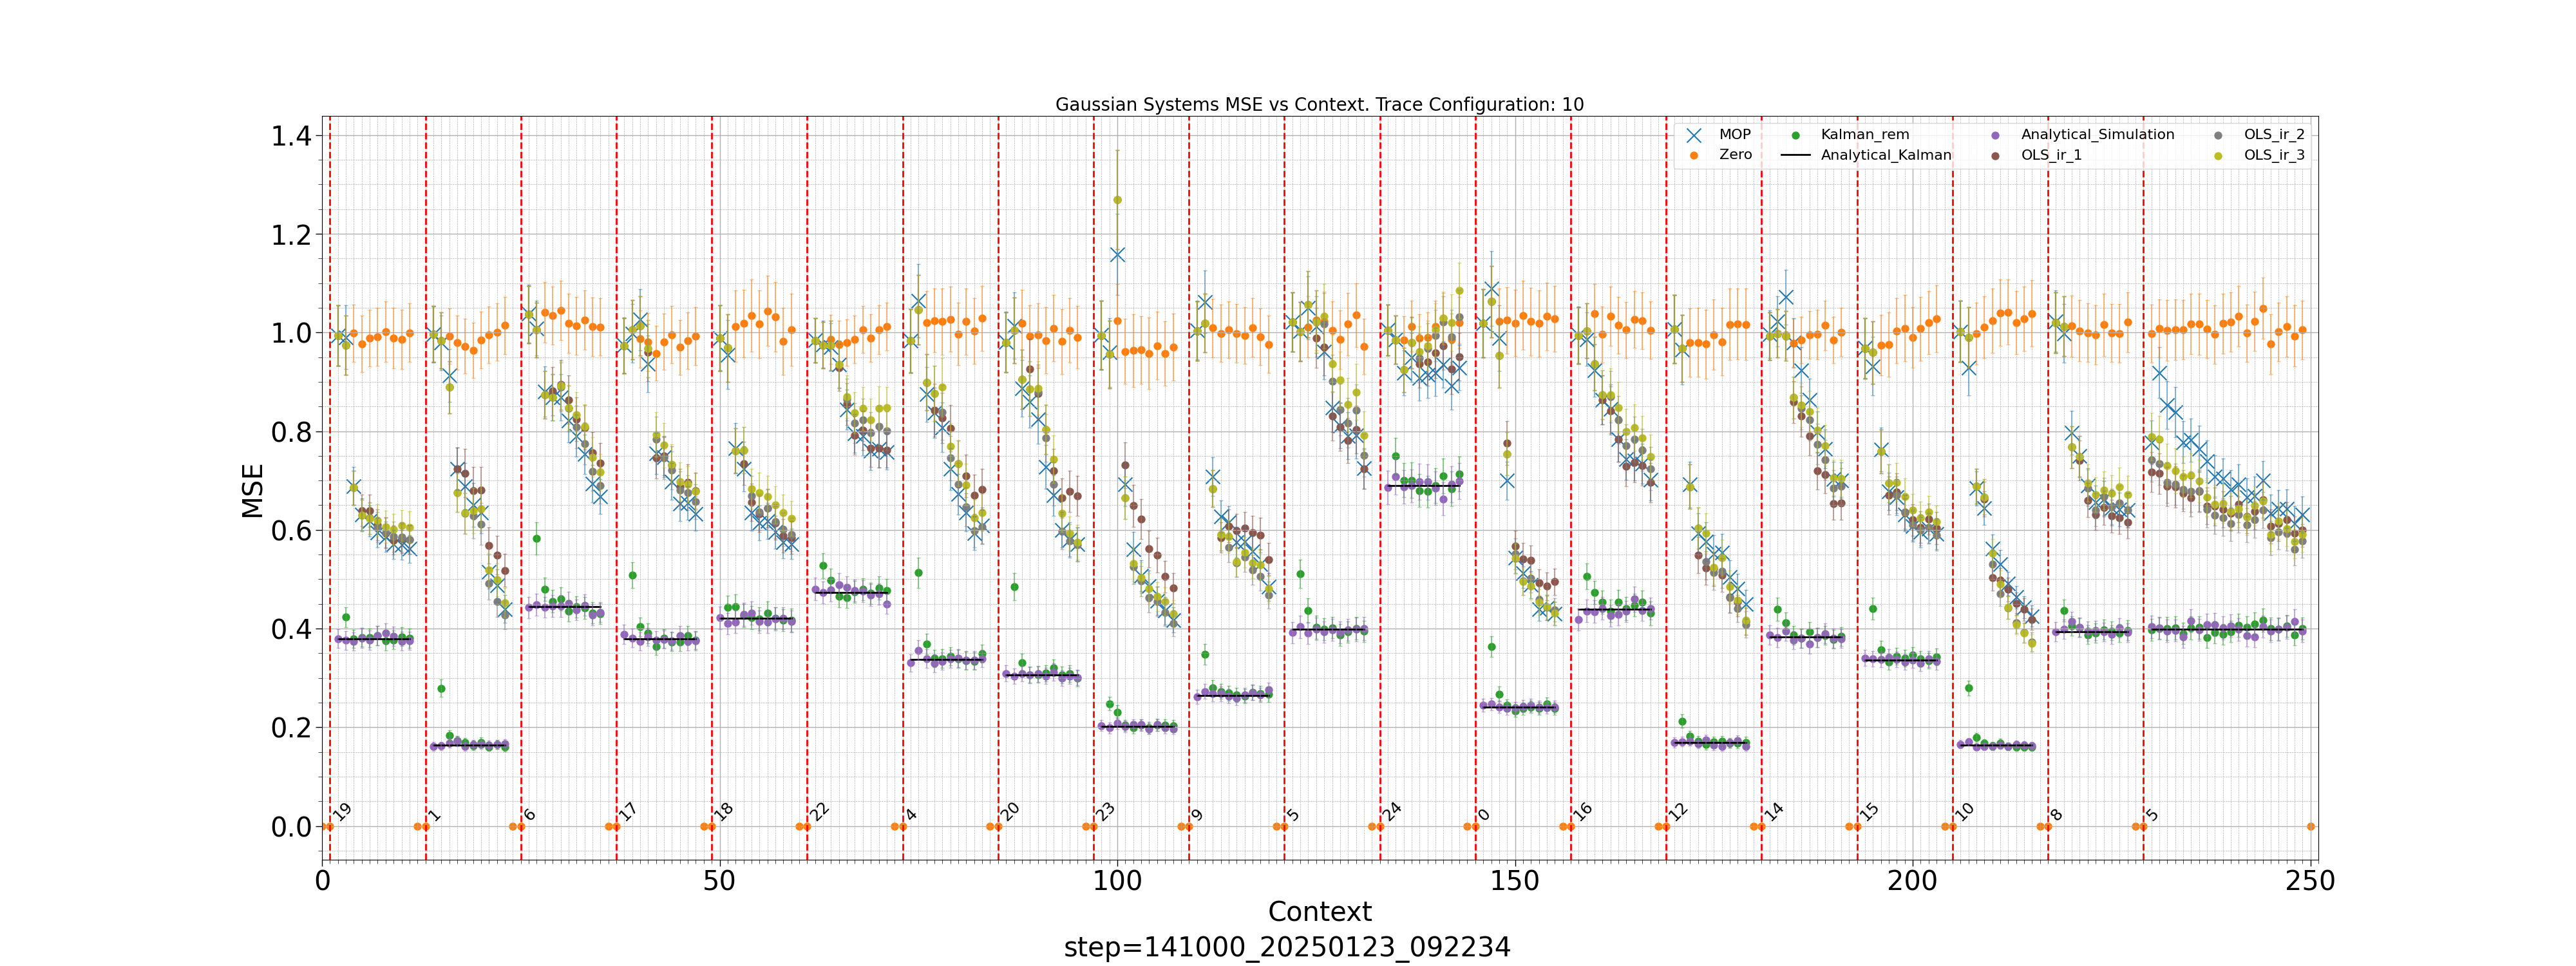 Gaussian Systems MSE vs Context. Trace Configuration: 10
MOP
Zero
Kalman_rem
Analytical_Kalman
Analytical_Simulation
OLS_ir_1
OLS_ir_2
OLS_ir_3
MSE
1.4
1.2
1.0
0.8
0.6
0.4
0.2
0.0
19 1 6 17 18 22 4 20 23 9 5 24 0 16 12 14 15 10 8 5
0 50 100 150 200 250
Context
step=141000_20250123_092234